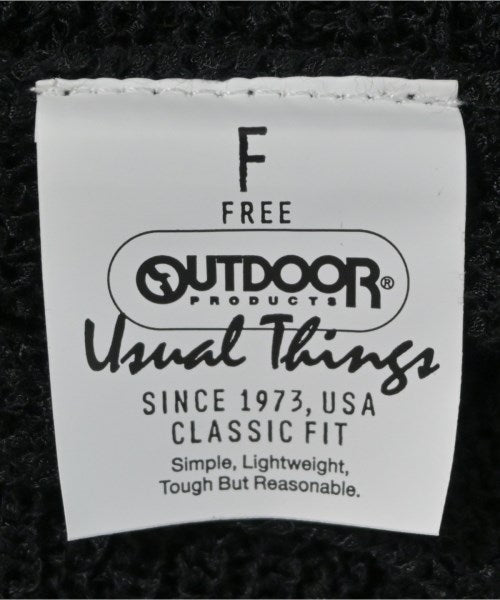 F
FREE
OUTDOOR®
PRODUCTS
Usual Things
SINCE 1973, USA
CLASSIC FIT
Simple, Lightweight,
Tough But Reasonable.